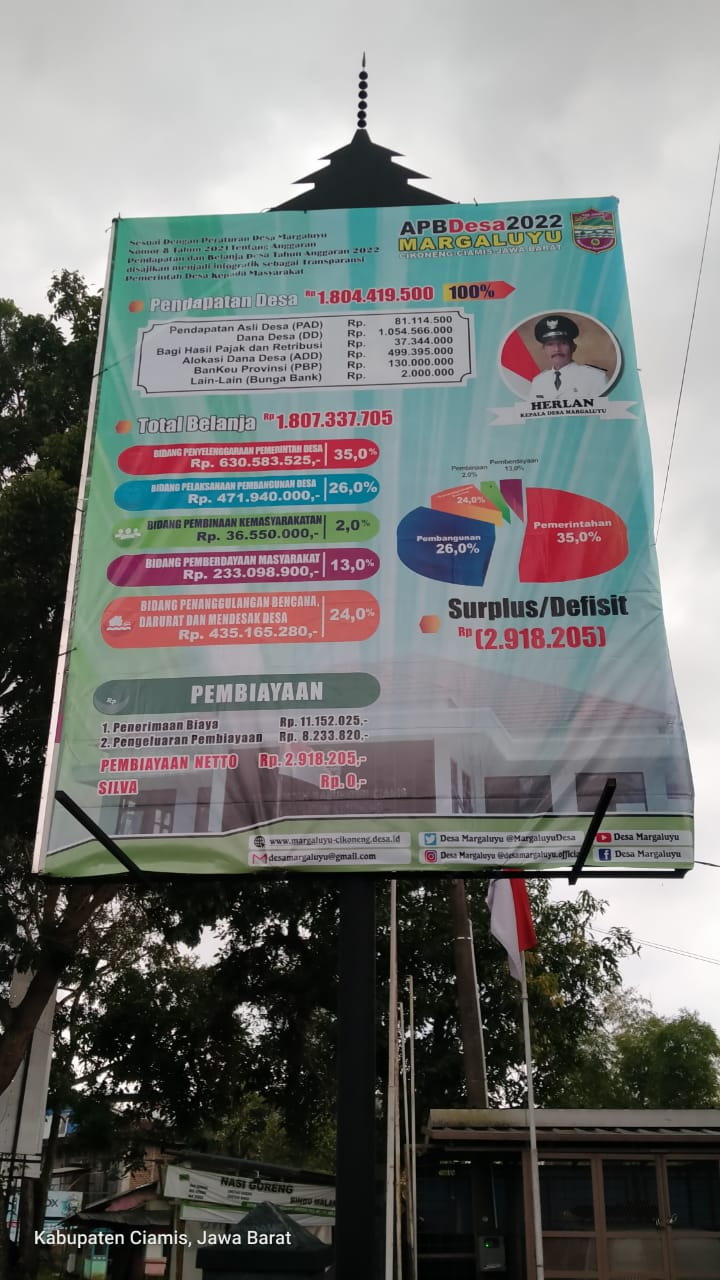 Sesuai Dengan Peraturan Desa Margaluyu
Nomor 8 Tahun 2021 Tentang Anggaran
Pendapatan dan Belanja Desa Tahun Anggaran 2022
disajikan menjadi infografik sebagai Transparansi
Pemerintah Desa Kepada Masyarakat
APBDesa2022
MARGALUYU
CIKONENG CIAMIS JAWA BARAT
Pendapatan Desa Rp 1.804.419.500 100%
Pendapatan Asli Desa (PAD) Rp. 81.114.500
Dana Desa (DD) Rp. 1.054.566.000
Bagi Hasil Pajak dan Retribusi Rp. 37.344.000
Alokasi Dana Desa (ADD) Rp. 499.395.000
BanKeu Provinsi (PBP) Rp. 130.000.000
Lain-Lain (Bunga Bank) Rp. 2.000.000
HERLAN
KEPALA DESA MARGALUYU
Total Belanja Rp 1.807.337.705
BIDANG PENYELENGGARAAN PEMERINTAH DESA
Rp. 630.583.525,- 35,0%
BIDANG PELAKSANAAN PEMBANGUNAN DESA
Rp. 471.940.000,- 26,0%
BIDANG PEMBINAAN KEMASYARAKATAN
Rp. 36.550.000,- 2,0%
BIDANG PEMBERDAYAAN MASYARAKAT
Rp. 233.098.900,- 13,0%
BIDANG PENANGGULANGAN BENCANA,
DARURAT DAN MENDESAK DESA
Rp. 435.165.280,- 24,0%
Pembinaan
2,0%
Pemberdayaan
13,0%
24,0%
Pembangunan
26,0%
Pemerintahan
35,0%
Surplus/Defisit
Rp (2.918.205)
Rp
PEMBIAYAAN
1. Penerimaan Biaya Rp. 11.152.025,-
2. Pengeluaran Pembiayaan Rp. 8.233.820,-
PEMBIAYAAN NETTO Rp. 2.918.205,-
SILVA Rp. 0,-
www.margaluyu-cikoneng.desa.id
Desa Margaluyu @MargaluyuDesa
Desa Margaluyu
desamargaluyu@gmail.com
Desa Margaluyu @desamargaluyu.official
Desa Margaluyu
NASI GORENG
Kabupaten Ciamis, Jawa Barat